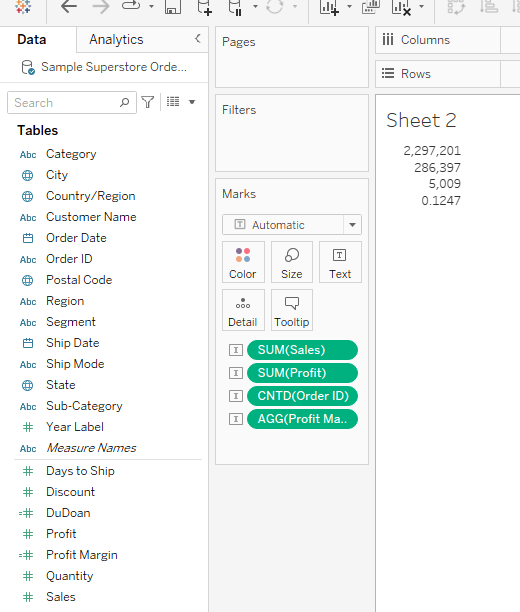 Data
Analytics
Sample Superstore Orde...
Search
Tables
Abc Category
City
Country/Region
Abc Customer Name
Order Date
Abc Order ID
Postal Code
Abc Region
Abc Segment
Ship Date
Abc Ship Mode
State
Abc Sub-Category
# Year Label
Abc Measure Names
# Days to Ship
# Discount
=# DuDoan
# Profit
=# Profit Margin
# Quantity
# Sales
Pages
Filters
Marks
T Automatic
Color
Size
T Text
Detail
Tooltip
T SUM(Sales)
T SUM(Profit)
T CNTD(Order ID)
T AGG(Profit Ma..
Columns
Rows
Sheet 2
2,297,201
286,397
5,009
0.1247